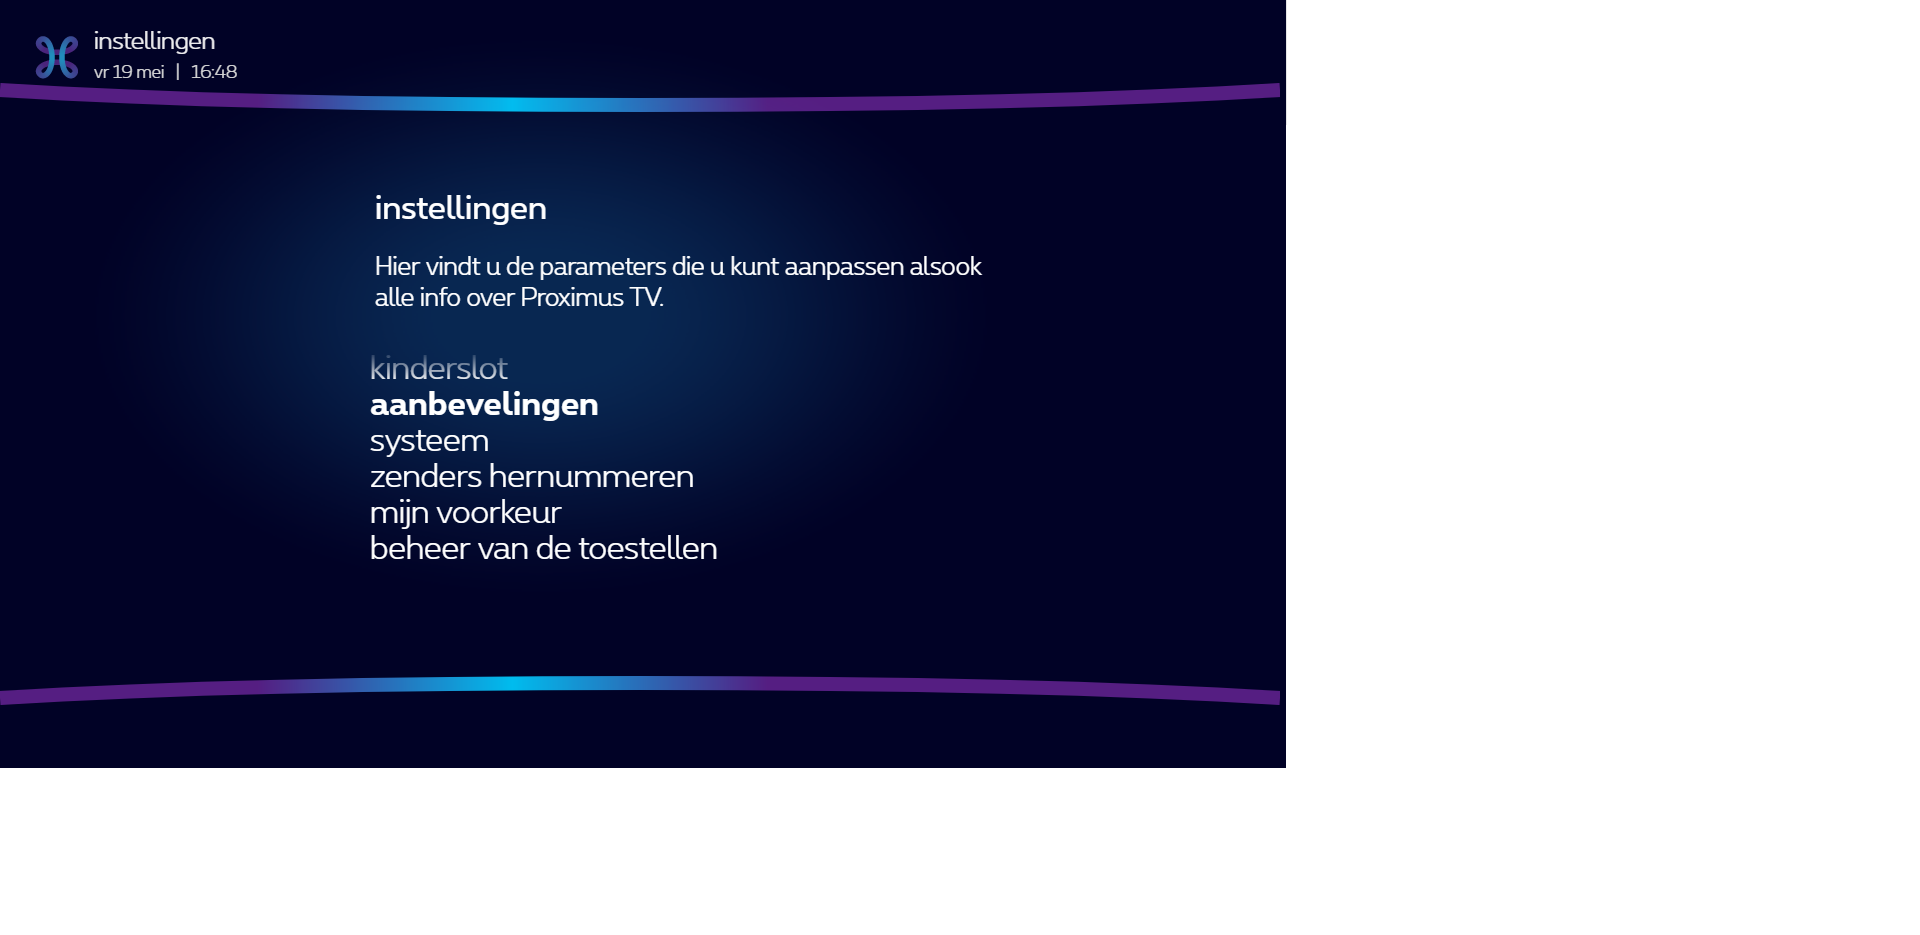 instellingen
vr 19 mei | 16:48
instellingen
Hier vindt u de parameters die u kunt aanpassen alsook
alle info over Proximus TV.
kinderslot
aanbevelingen
systeem
zenders hernummeren
mijn voorkeur
beheer van de toestellen